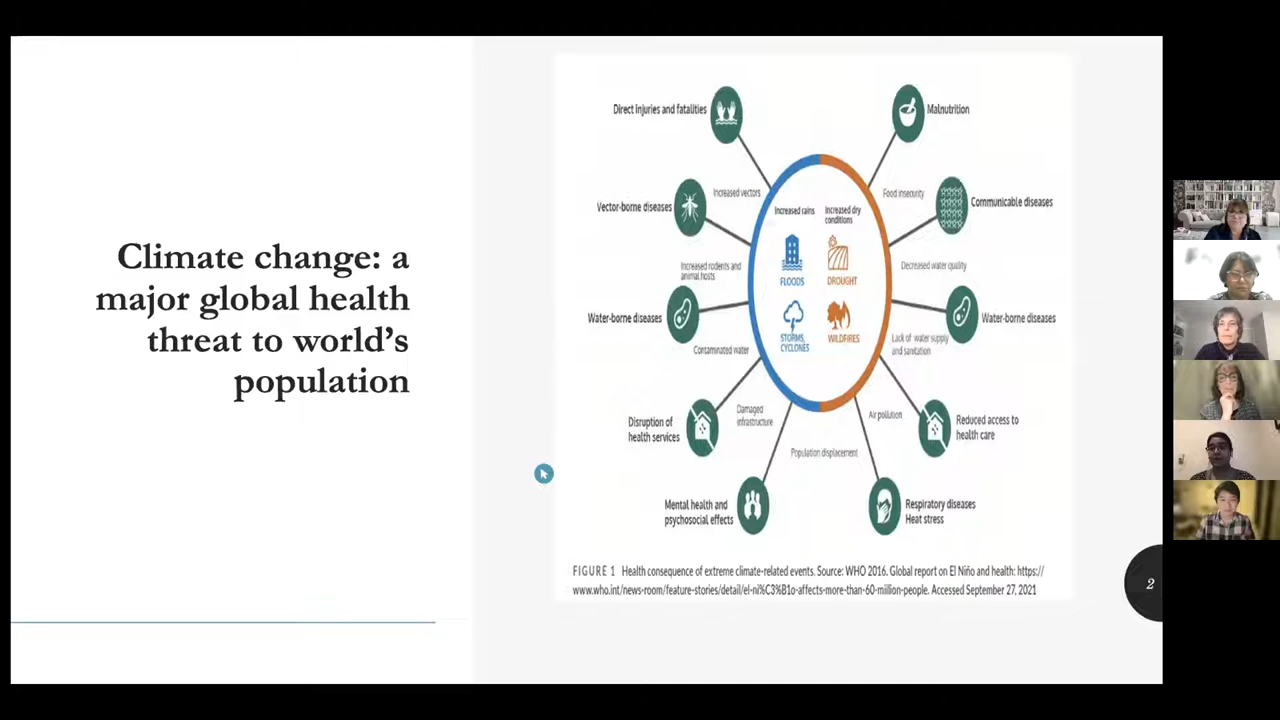 Climate change: a
major global health
threat to world's
population
Direct injuries and fatalities
Malnutrition
Increased vectors
Food insecurity
Vector-borne diseases
Communicable diseases
Increased rains
Increased dry
conditions
FLOODS
DROUGHT
Increased rodents and
animal hosts
Decreased water quality
Water-borne diseases
Water-borne diseases
STORMS,
CYCLONES
WILDFIRES
Contaminated water
Lack of water supply
and sanitation
Disruption of
health services
Damaged
infrastructure
Air pollution
Reduced access to
health care
Population displacement
Mental health and
psychosocial effects
Respiratory diseases
Heat stress
FIGURE 1 Health consequence of extreme climate-related events. Source: WHO 2016. Global report on El Niño and health: https://
www.who.int/news-room/feature-stories/detail/el-ni%C3%B1o-affects-more-than-60-million-people. Accessed September 27, 2021
2